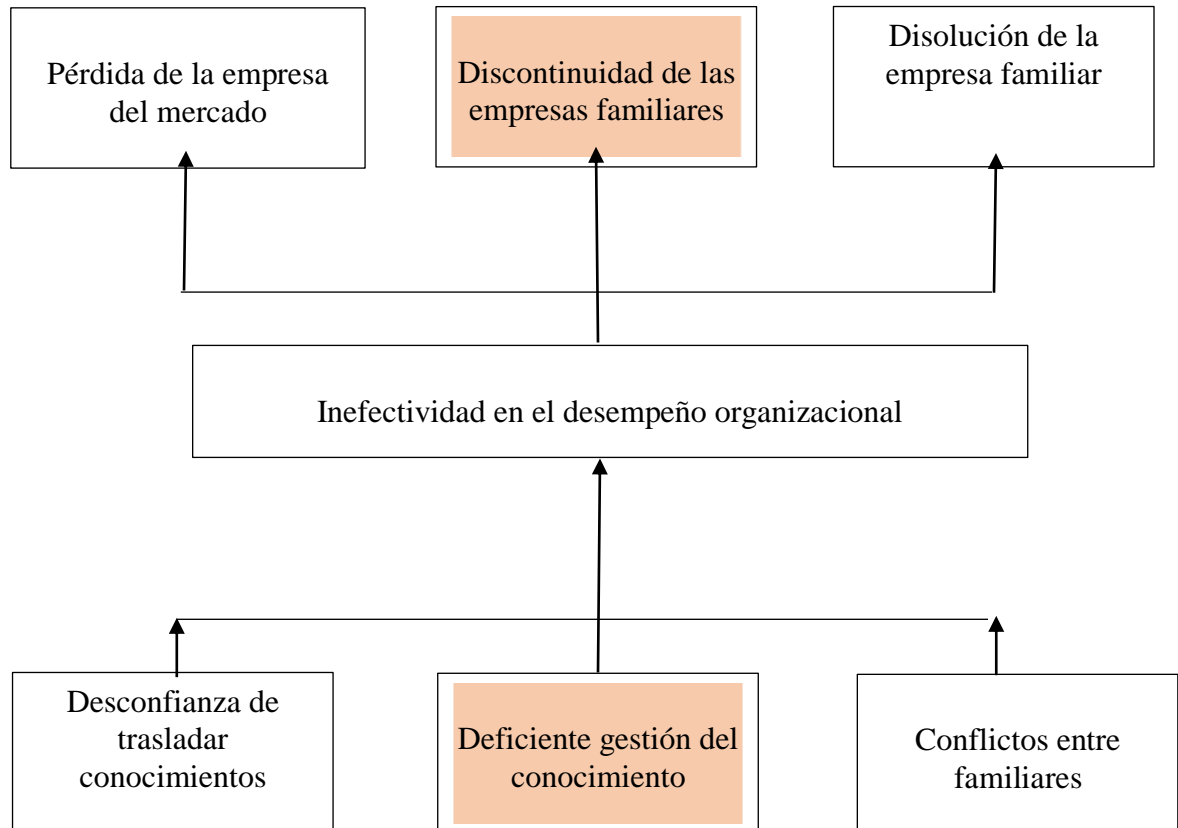 Pérdida de la empresa
del mercado
Discontinuidad de las
empresas familiares
Disolución de la
empresa familiar
Inefectividad en el desempeño organizacional
Desconfianza de
trasladar
conocimientos
Deficiente gestión del
conocimiento
Conflictos entre
familiares